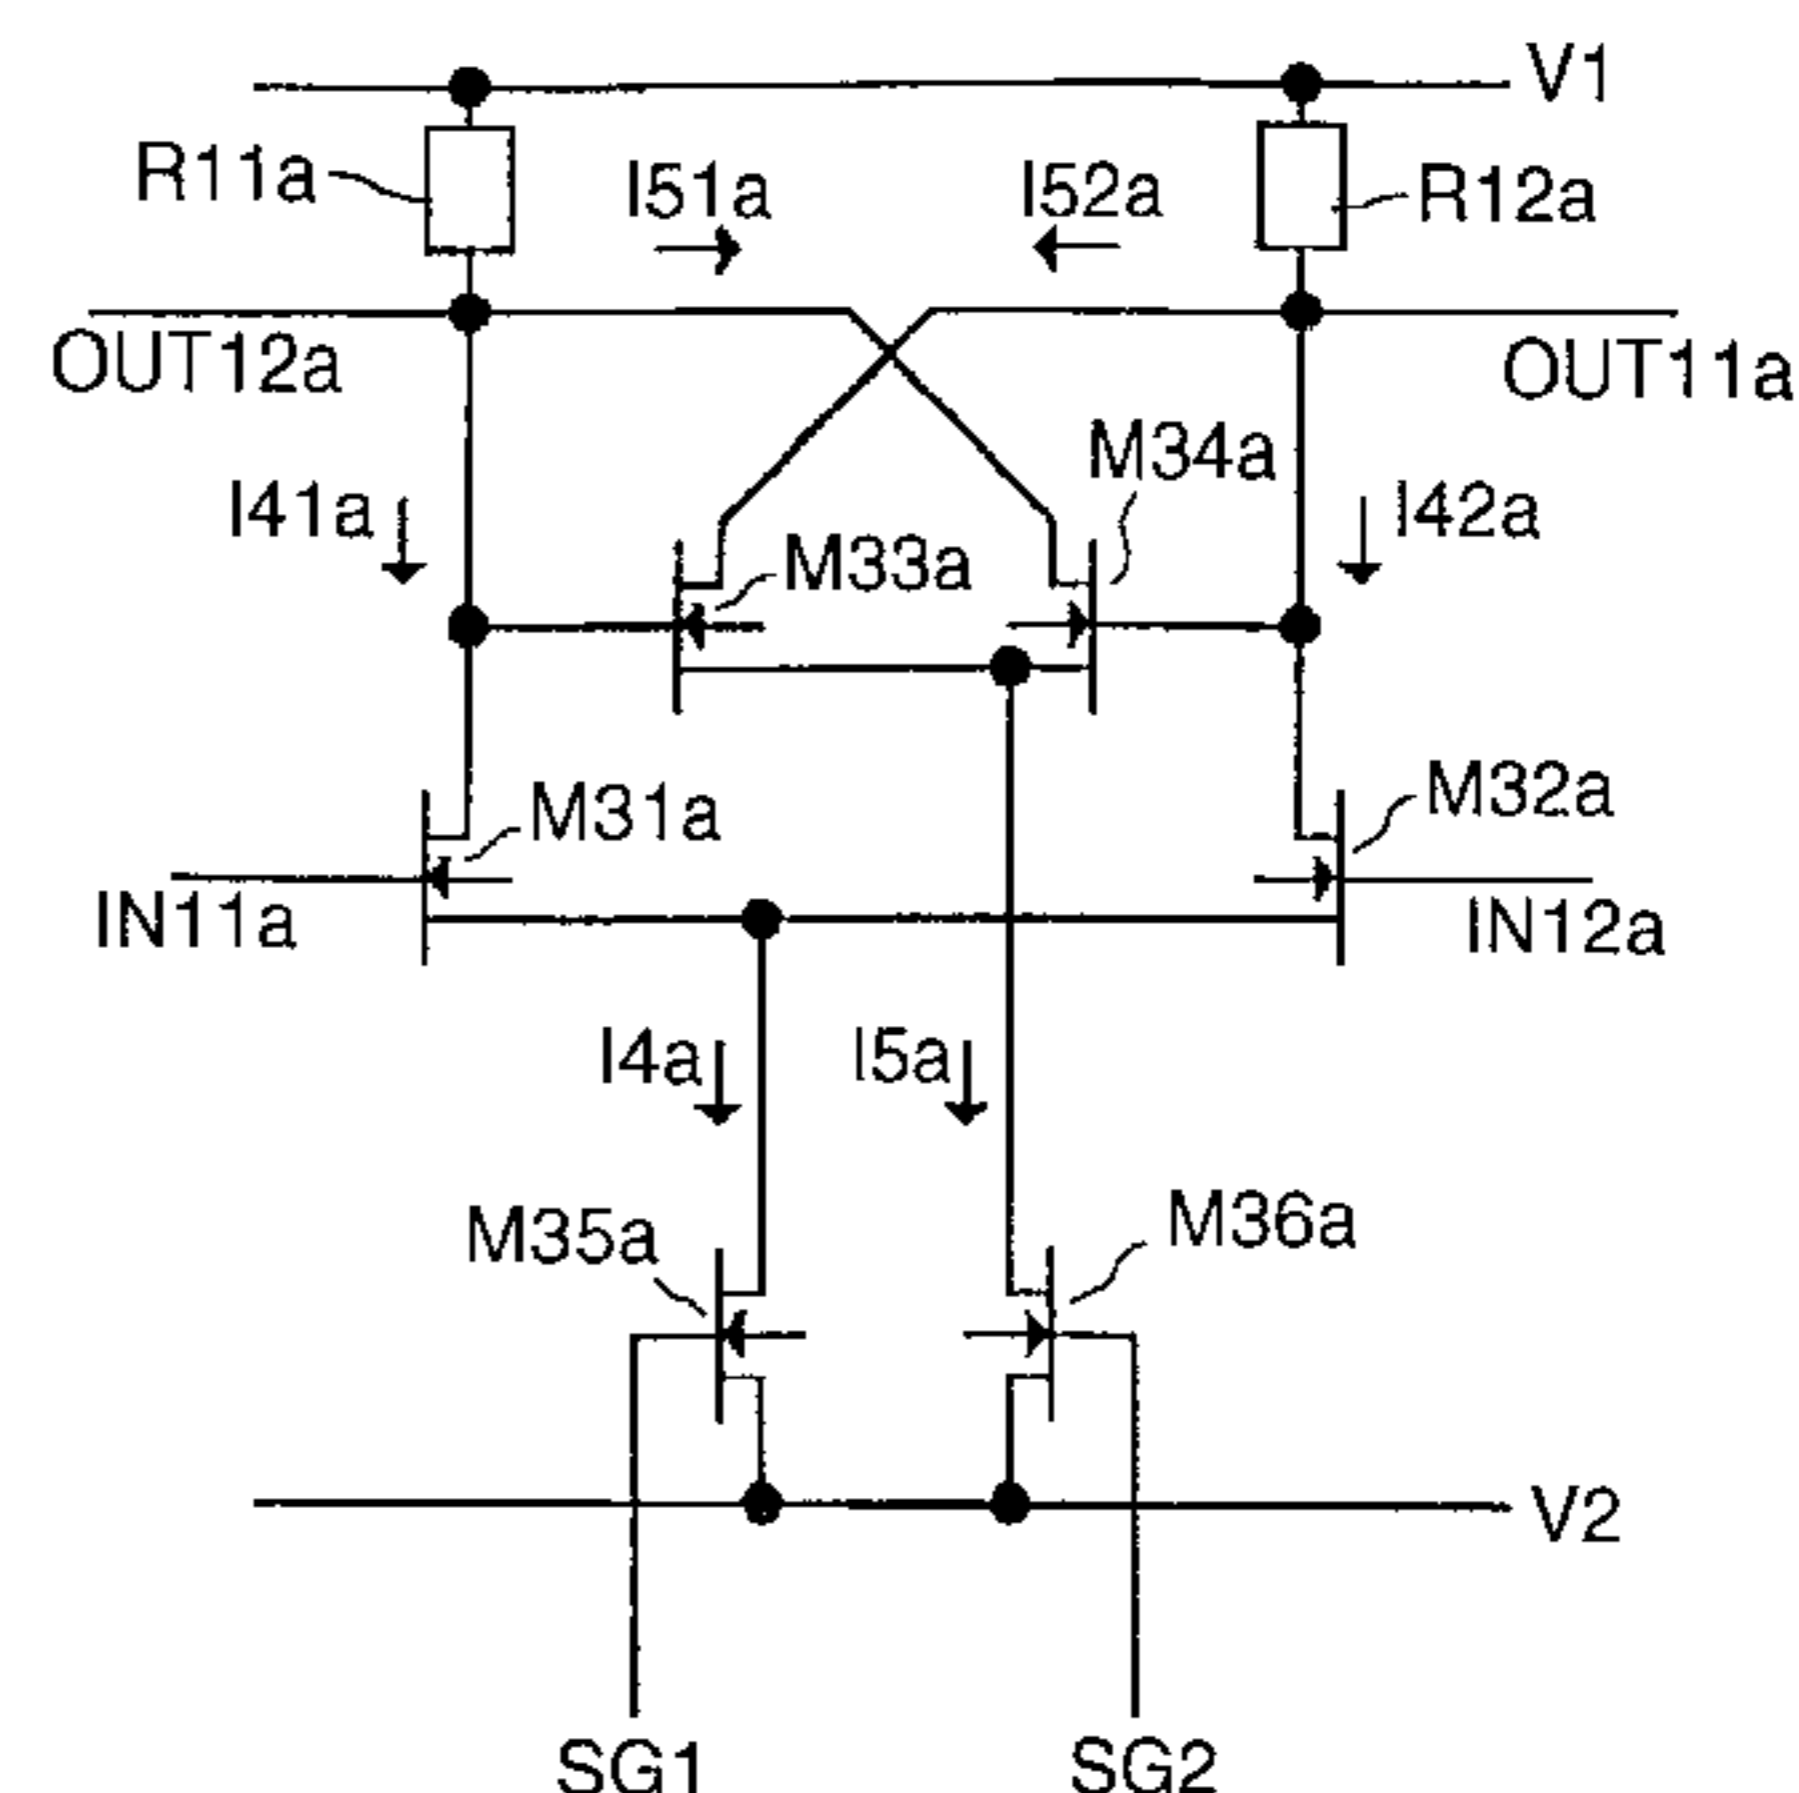 V1
R11a
I51a
I52a
R12a
OUT12a
OUT11a
M34a
I41a
I42a
M33a
M31a
M32a
IN11a
IN12a
I4a
I5a
M35a
M36a
V2
SG1
SG2